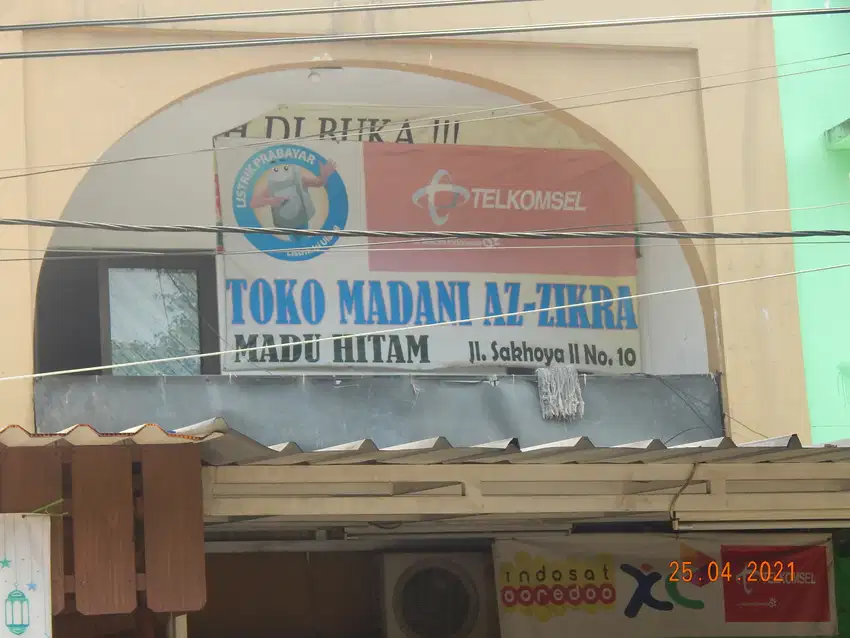 H DI BUKA !!!
LISTRIK PRABAYAR
TELKOMSEL
TOKO MADANI AZ-ZIKRA
MADU HITAM
Jl. Sakhoya II No. 10
indosat
ooredoo
XL
TELKOMSEL
25.04.2021